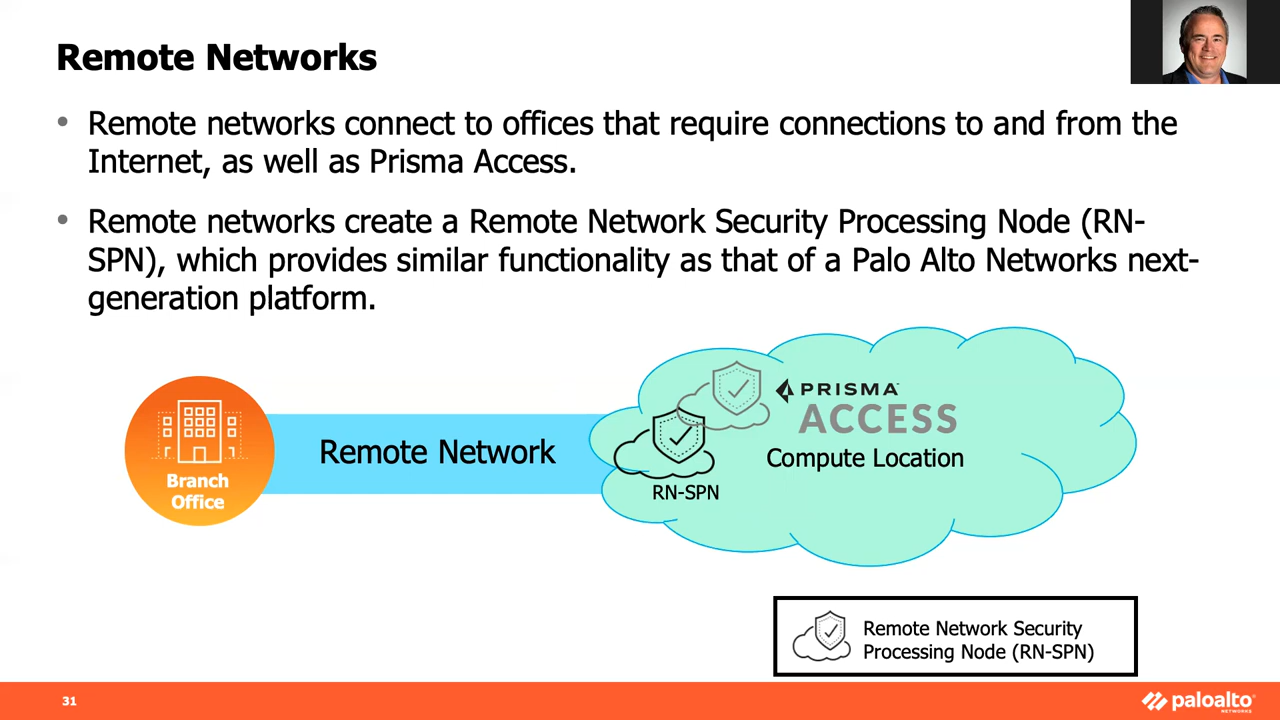 Remote Networks
• Remote networks connect to offices that require connections to and from the
Internet, as well as Prisma Access.
• Remote networks create a Remote Network Security Processing Node (RN-
SPN), which provides similar functionality as that of a Palo Alto Networks next-
generation platform.
PRISMA™
ACCESS
Compute Location
Remote Network
Branch
Office
RN-SPN
Remote Network Security
Processing Node (RN-SPN)
31
paloalto®
NETWORKS